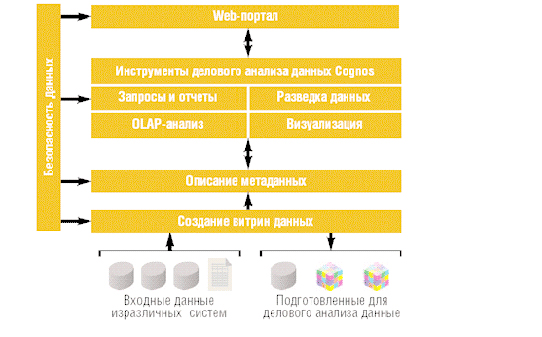 Web-портал
Инструменты делового анализа данных Cognos
Запросы и отчеты
Разведка данных
OLAP-анализ
Визуализация
Описание метаданных
Создание витрин данных
Безопасность данных
Входные данные
изразличных систем
Подготовленные для
делового анализа данные